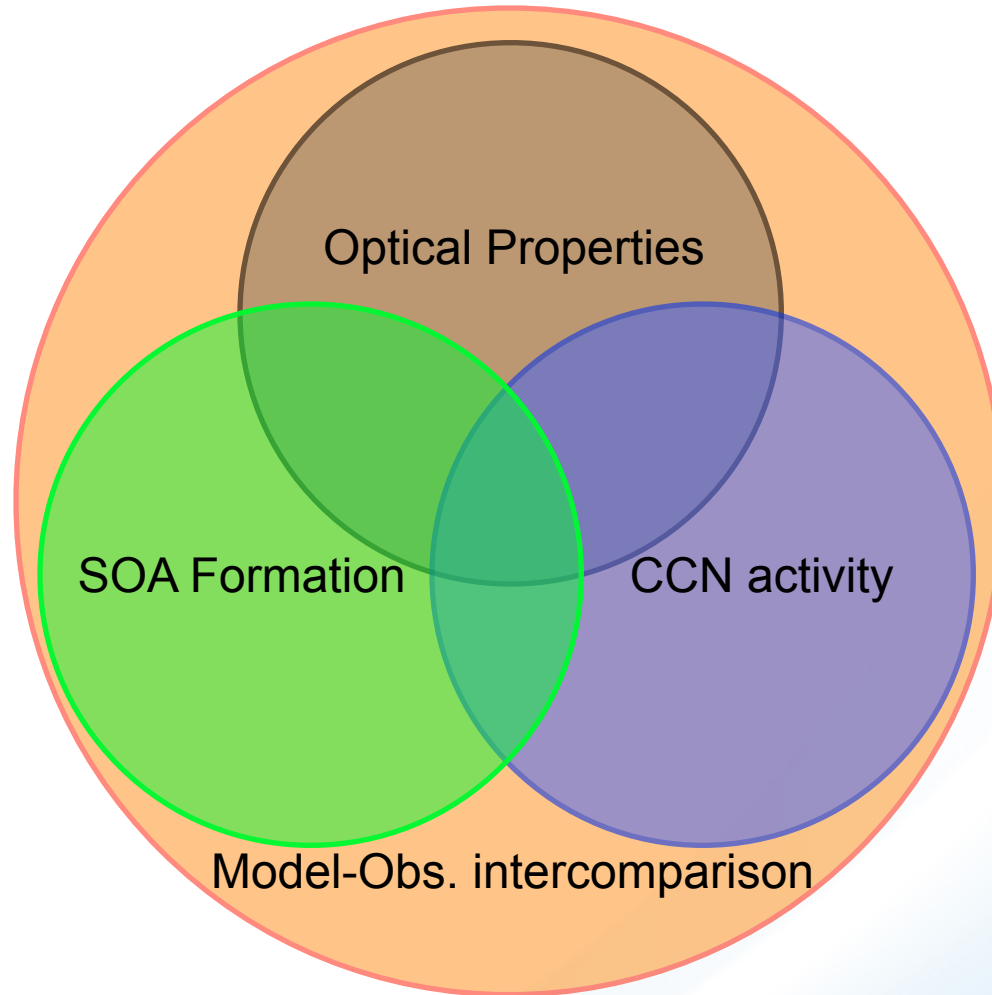 Optical Properties
SOA Formation
CCN activity
Model-Obs. intercomparison